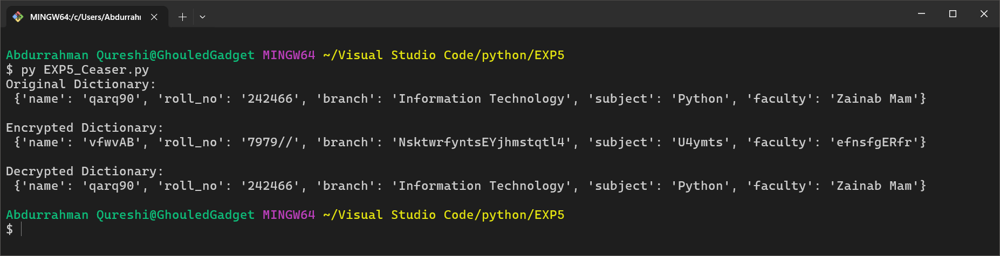 MINGW64:/c/Users/Abdurrahr
Abdurrahman Qureshi@GhouledGadget MINGW64 ~/Visual Studio Code/python/EXP5
$ py EXP5_Ceaser.py
Original Dictionary:
 {'name': 'qarq90', 'roll_no': '242466', 'branch': 'Information Technology', 'subject': 'Python', 'faculty': 'Zainab Mam'}
Encrypted Dictionary:
 {'name': 'vfwvAB', 'roll_no': '7979//', 'branch': 'NsktwrfyntsEYjhmstqtl4', 'subject': 'U4ymts', 'faculty': 'efnsfgERfr'}
Decrypted Dictionary:
 {'name': 'qarq90', 'roll_no': '242466', 'branch': 'Information Technology', 'subject': 'Python', 'faculty': 'Zainab Mam'}
Abdurrahman Qureshi@GhouledGadget MINGW64 ~/Visual Studio Code/python/EXP5
$